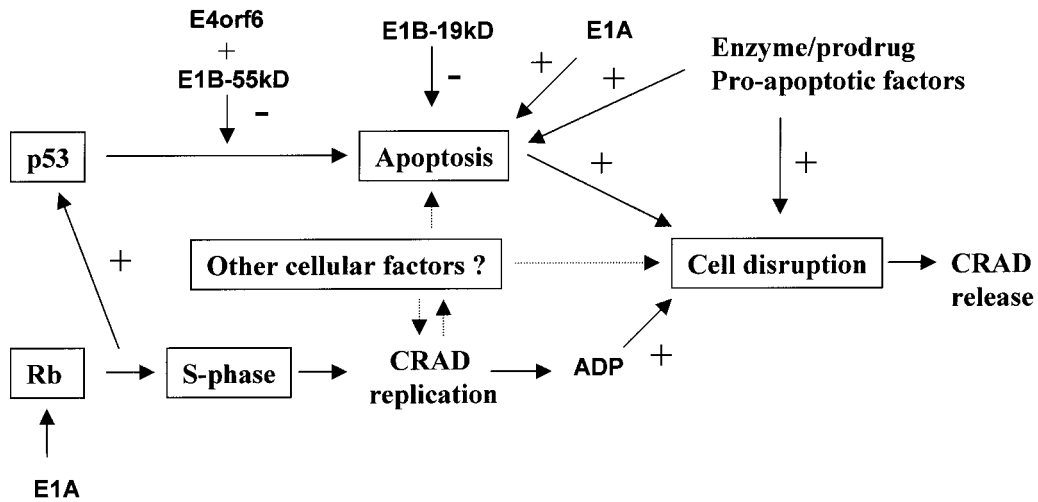 E4orf6
+
E1B-55kD
-
E1B-19kD
-
E1A
+
+
Enzyme/prodrug
Pro-apoptotic factors
p53
Apoptosis
+
+
+
Other cellular factors ?
Cell disruption
CRAD
release
Rb
S-phase
CRAD
replication
ADP
+
E1A